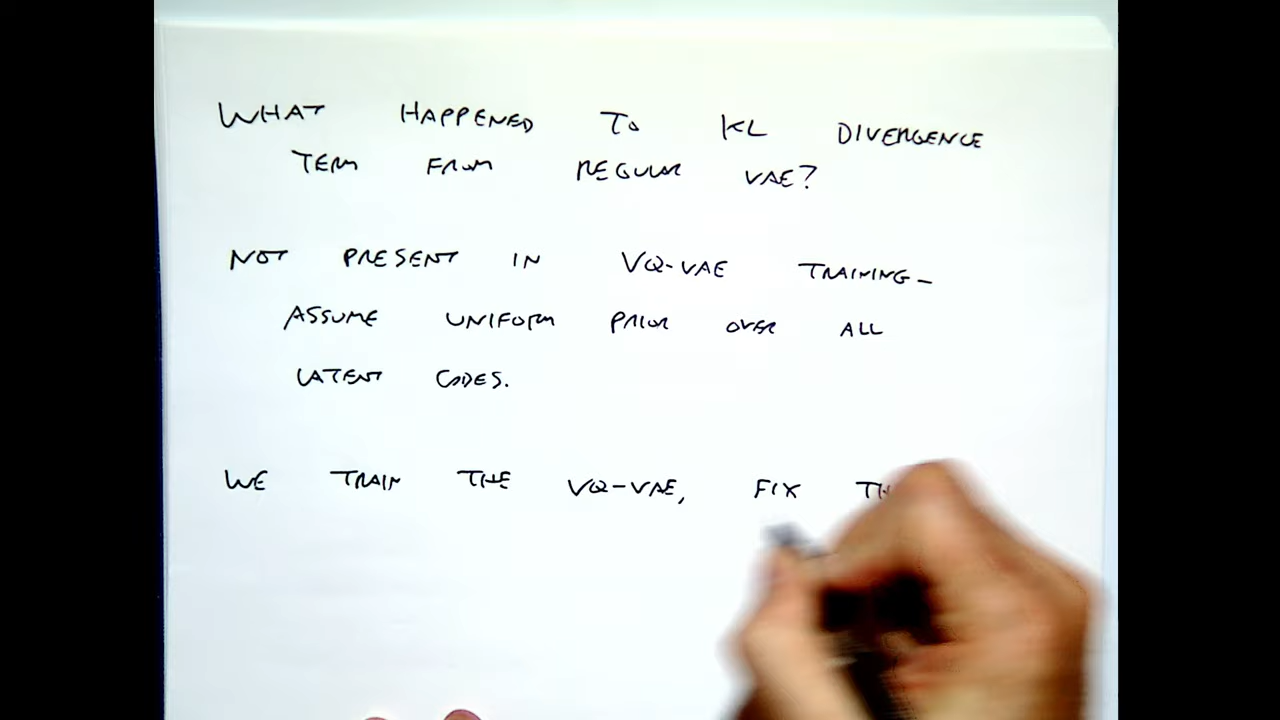 WHAT HAPPENED TO KL DIVERGENCE
TERM FROM REGULAR VAE?
NOT PRESENT IN VQ-VAE TRAINING-
ASSUME UNIFORM PRIOR OVER ALL
LATENT CODES.
WE TRAIN THE VQ-VAE, FIX